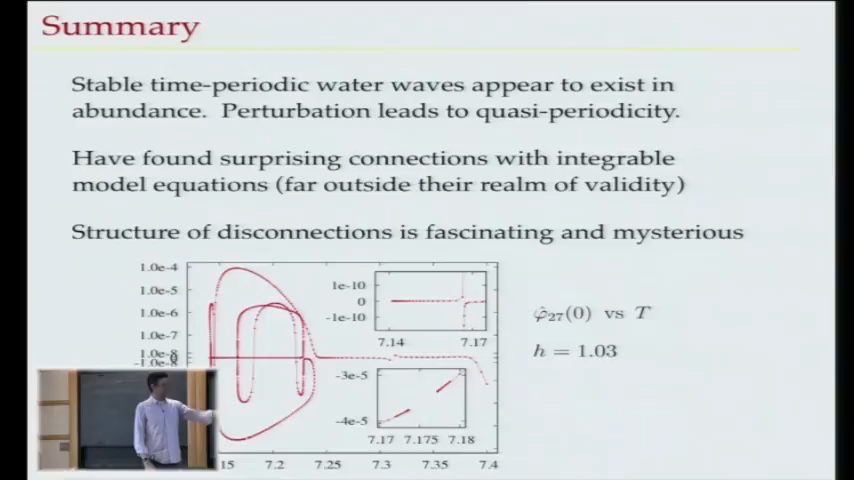 Summary
Stable time-periodic water waves appear to exist in
abundance. Perturbation leads to quasi-periodicity.
Have found surprising connections with integrable
model equations (far outside their realm of validity)
Structure of disconnections is fascinating and mysterious
1.0e-4
1.0e-5
1.0e-6
1.0e-7
1.0e-8
0
-1.0e-8
1e-10
0
-1e-10
7.14 7.17
-3e-5
-4e-5
7.17 7.175 7.18
7.2 7.25 7.3 7.35 7.4
φ̂₂₇(0) vs T
h = 1.03